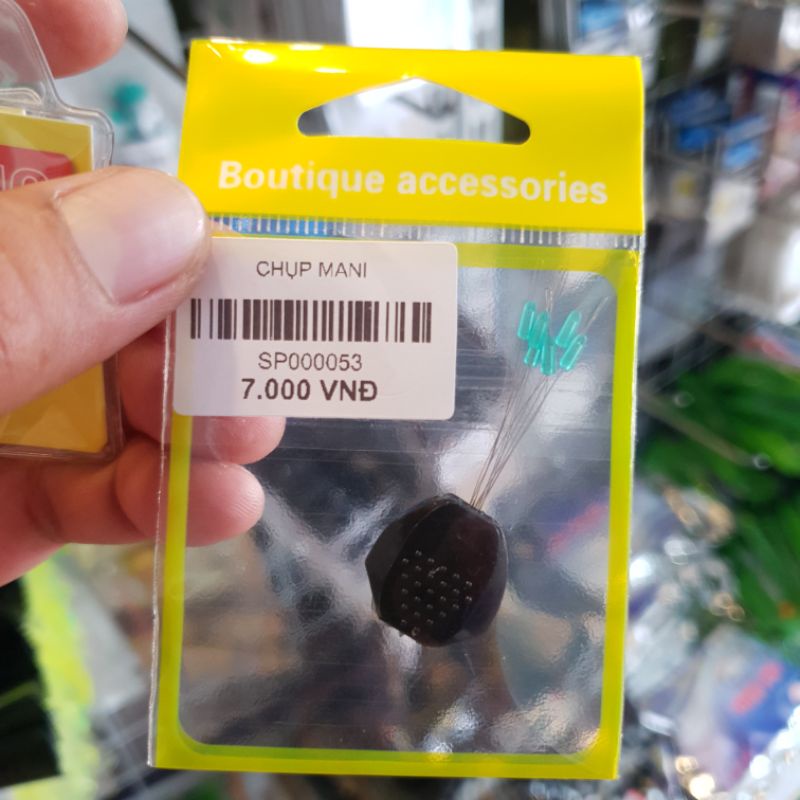 Boutique accessories
CHỤP MANI
SP000053
7.000 VNĐ